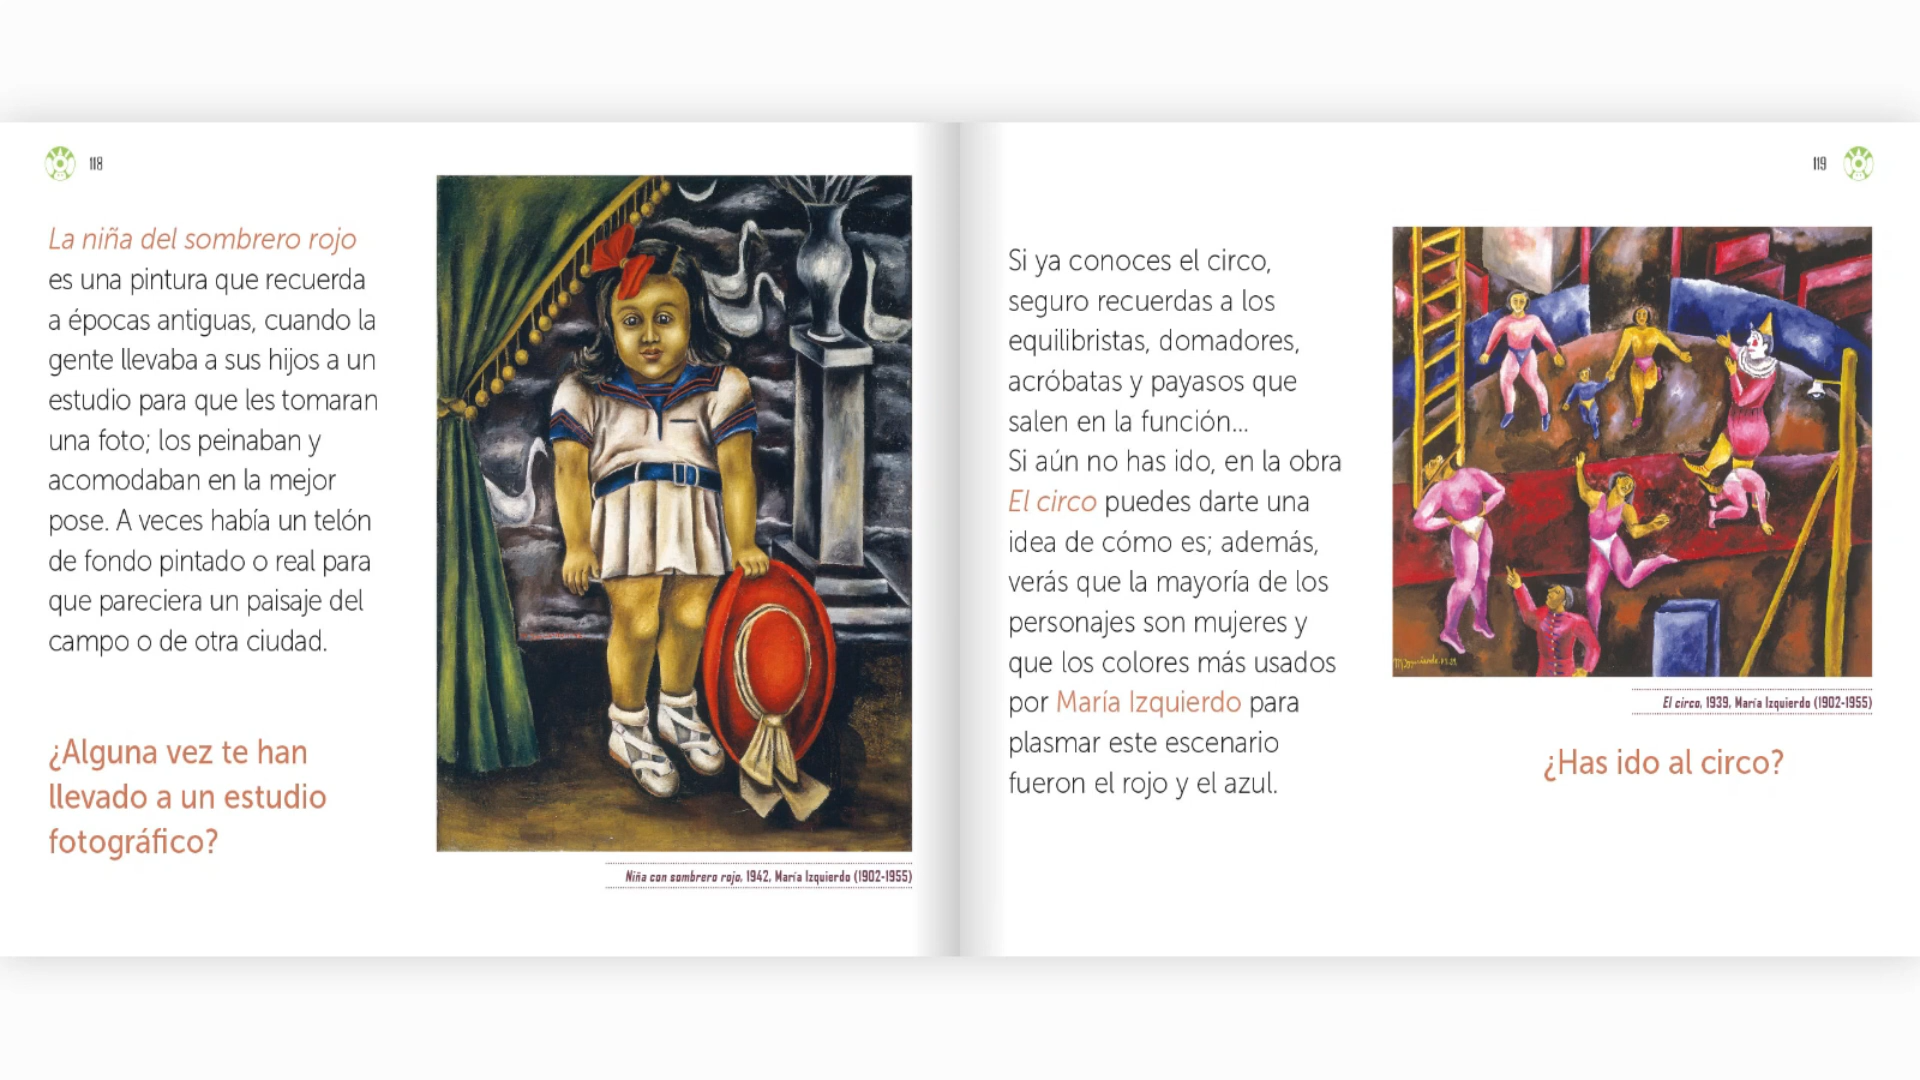 118
La niña del sombrero rojo
es una pintura que recuerda
a épocas antiguas, cuando la
gente llevaba a sus hijos a un
estudio para que les tomaran
una foto; los peinaban y
acomodaban en la mejor
pose. A veces había un telón
de fondo pintado o real para
que pareciera un paisaje del
campo o de otra ciudad.
¿Alguna vez te han
llevado a un estudio
fotográfico?
Niña con sombrero rojo, 1942, María Izquierdo (1902-1955)
119
Si ya conoces el circo,
seguro recuerdas a los
equilibristas, domadores,
acróbatas y payasos que
salen en la función...
Si aún no has ido, en la obra
El circo puedes darte una
idea de cómo es; además,
verás que la mayoría de los
personajes son mujeres y
que los colores más usados
por María Izquierdo para
plasmar este escenario
fueron el rojo y el azul.
El circo, 1939, María Izquierdo (1902-1955)
¿Has ido al circo?